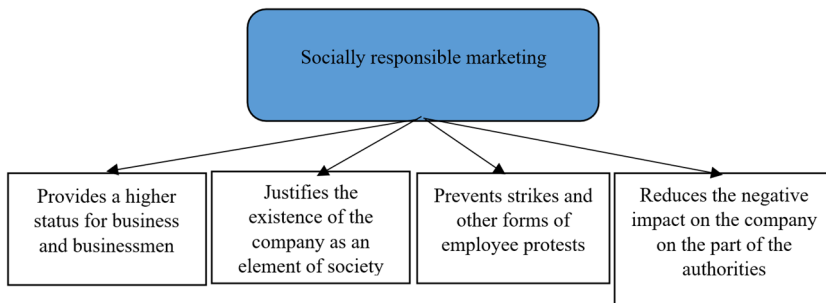 Socially responsible marketing
Provides a higher
status for business
and businessmen
Justifies the
existence of the
company as an
element of society
Prevents strikes and
other forms of
employee protests
Reduces the negative
impact on the company
on the part of the
authorities